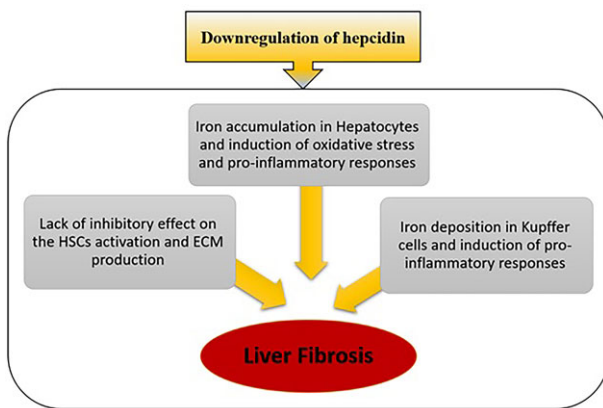 Downregulation of hepcidin
Iron accumulation in Hepatocytes
and induction of oxidative stress
and pro-inflammatory responses
Lack of inhibitory effect on
the HSCs activation and ECM
production
Iron deposition in Kupffer
cells and induction of pro-
inflammatory responses
Liver Fibrosis